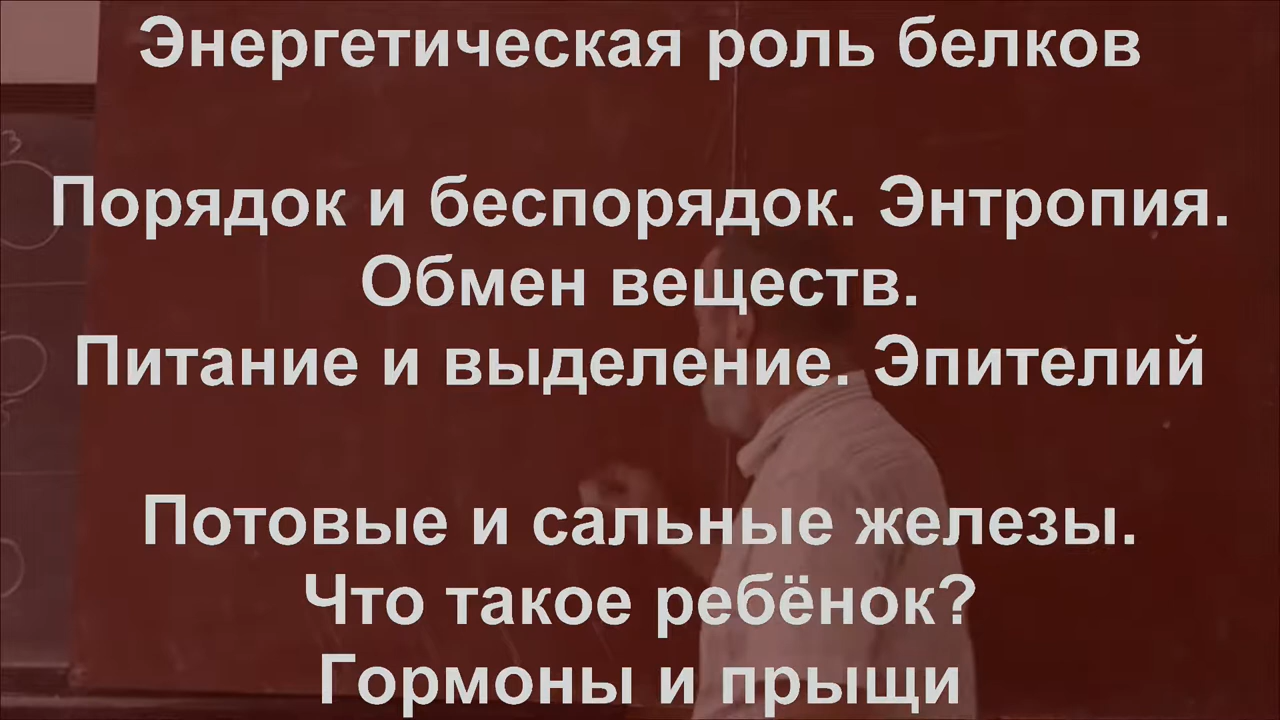 Энергетическая роль белков
Порядок и беспорядок. Энтропия.
Обмен веществ.
Питание и выделение. Эпителий
Потовые и сальные железы.
Что такое ребёнок?
Гормоны и прыщи
3